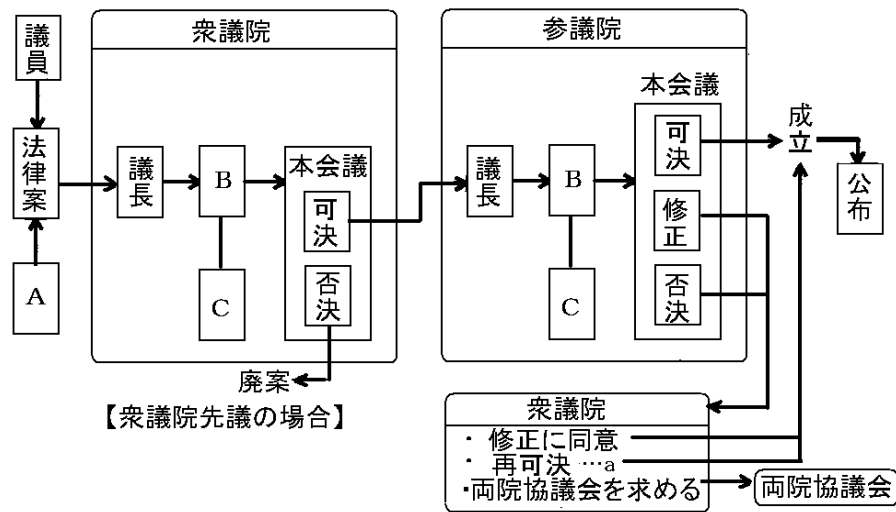 議員
法律案
A
衆議院
議長
B
C
本会議
可決
否決
廃案
【衆議院先議の場合】
参議院
議長
B
C
本会議
可決
修正
否決
成立
公布
衆議院
・修正に同意
・再可決…a
・両院協議会を求める
両院協議会